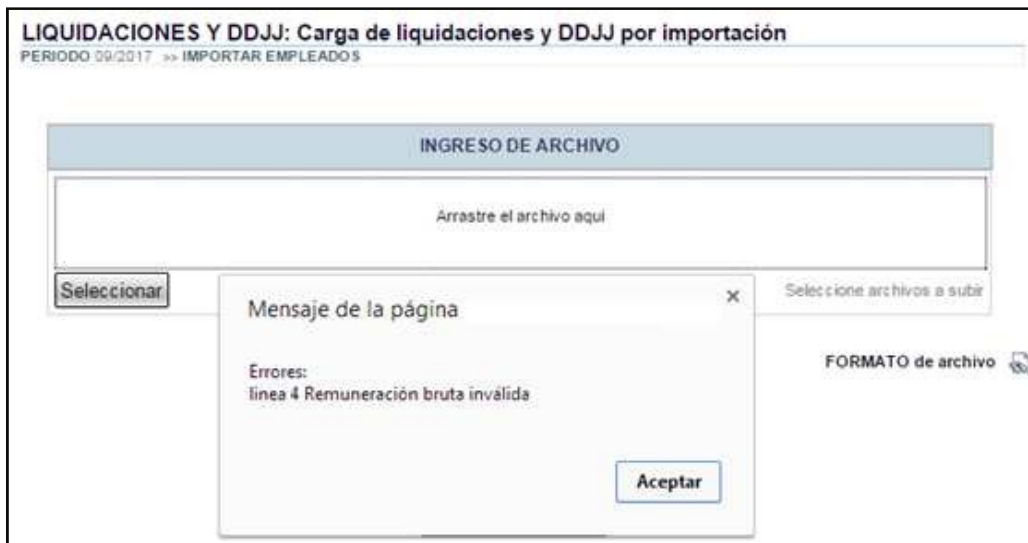 LIQUIDACIONES Y DDJJ: Carga de liquidaciones y DDJJ por importación
PERIODO 09/2017 >> IMPORTAR EMPLEADOS
INGRESO DE ARCHIVO
Arrastre el archivo aqui
Seleccionar
Seleccione archivos a subir
Mensaje de la página
×
Errores:
linea 4 Remuneración bruta inválida
Aceptar
FORMATO de archivo